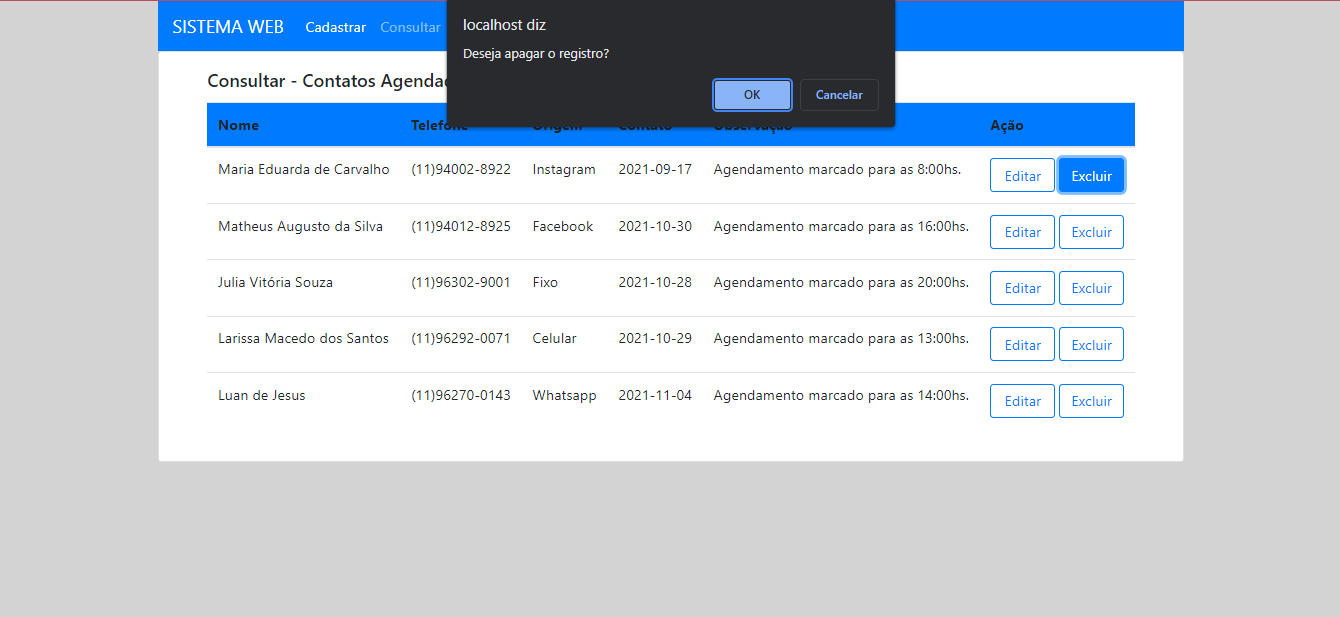 SISTEMA WEB Cadastrar Consultar
localhost diz
Deseja apagar o registro?
OK Cancelar
Consultar - Contatos
Nome Telefone Origem Contato Observação Ação
Maria Eduarda de Carvalho (11)94002-8922 Instagram 2021-09-17 Agendamento marcado para as 8:00hs. Editar Excluir
Matheus Augusto da Silva (11)94012-8925 Facebook 2021-10-30 Agendamento marcado para as 16:00hs. Editar Excluir
Julia Vitória Souza (11)96302-9001 Fixo 2021-10-28 Agendamento marcado para as 20:00hs. Editar Excluir
Larissa Macedo dos Santos (11)96292-0071 Celular 2021-10-29 Agendamento marcado para as 13:00hs. Editar Excluir
Luan de Jesus (11)96270-0143 Whatsapp 2021-11-04 Agendamento marcado para as 14:00hs. Editar Excluir